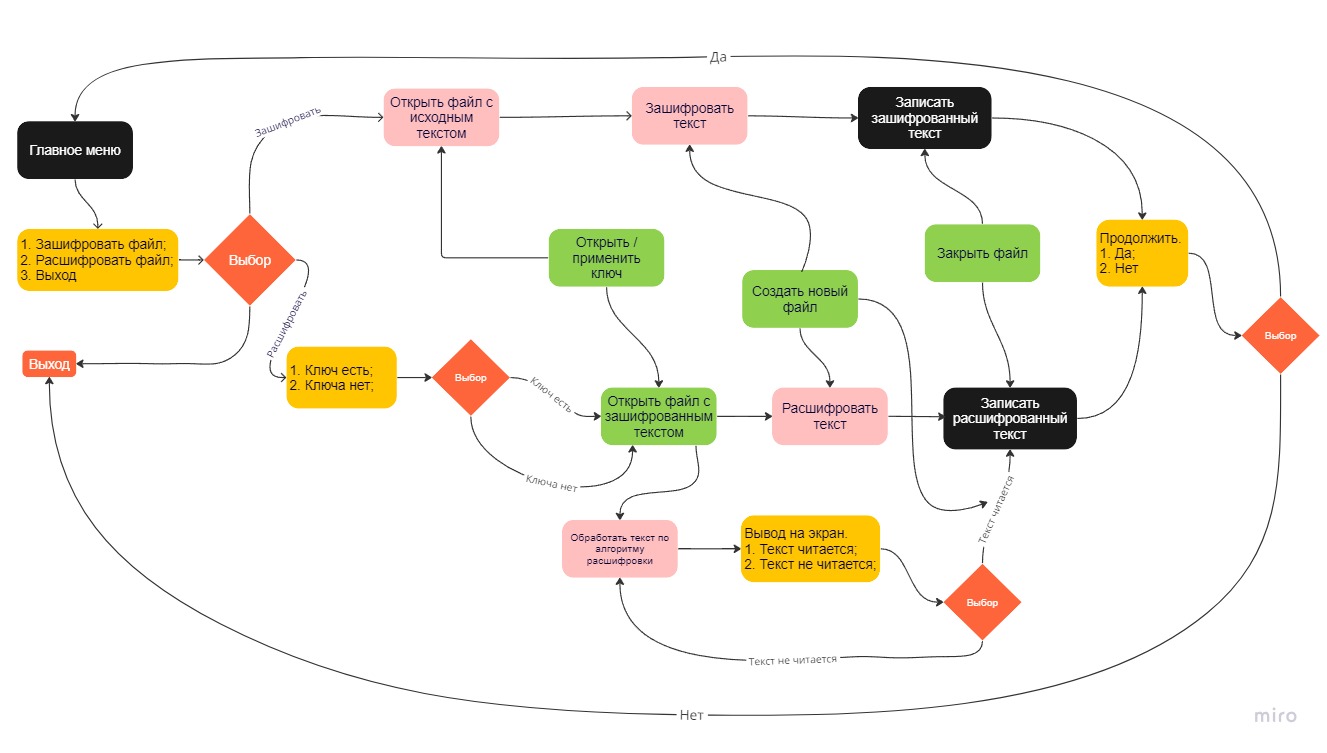 Да
Главное меню
1. Зашифровать файл;
2. Расшифровать файл;
3. Выход
Выбор
Зашифровать
Открыть файл с
исходным
текстом
Зашифровать
текст
Записать
зашифрованный
текст
Открыть /
применить
ключ
Создать новый
файл
Закрыть файл
Продолжить.
1. Да;
2. Нет
Выбор
Выход
Расшифровать
1. Ключ есть;
2. Ключа нет;
Выбор
Ключ есть
Ключа нет
Открыть файл с
зашифрованным
текстом
Расшифровать
текст
Записать
расшифрованный
текст
Обработать текст по
алгоритму
расшифровки
Вывод на экран.
1. Текст читается;
2. Текст не читается;
Текст читается
Выбор
Текст не читается
Нет
miro